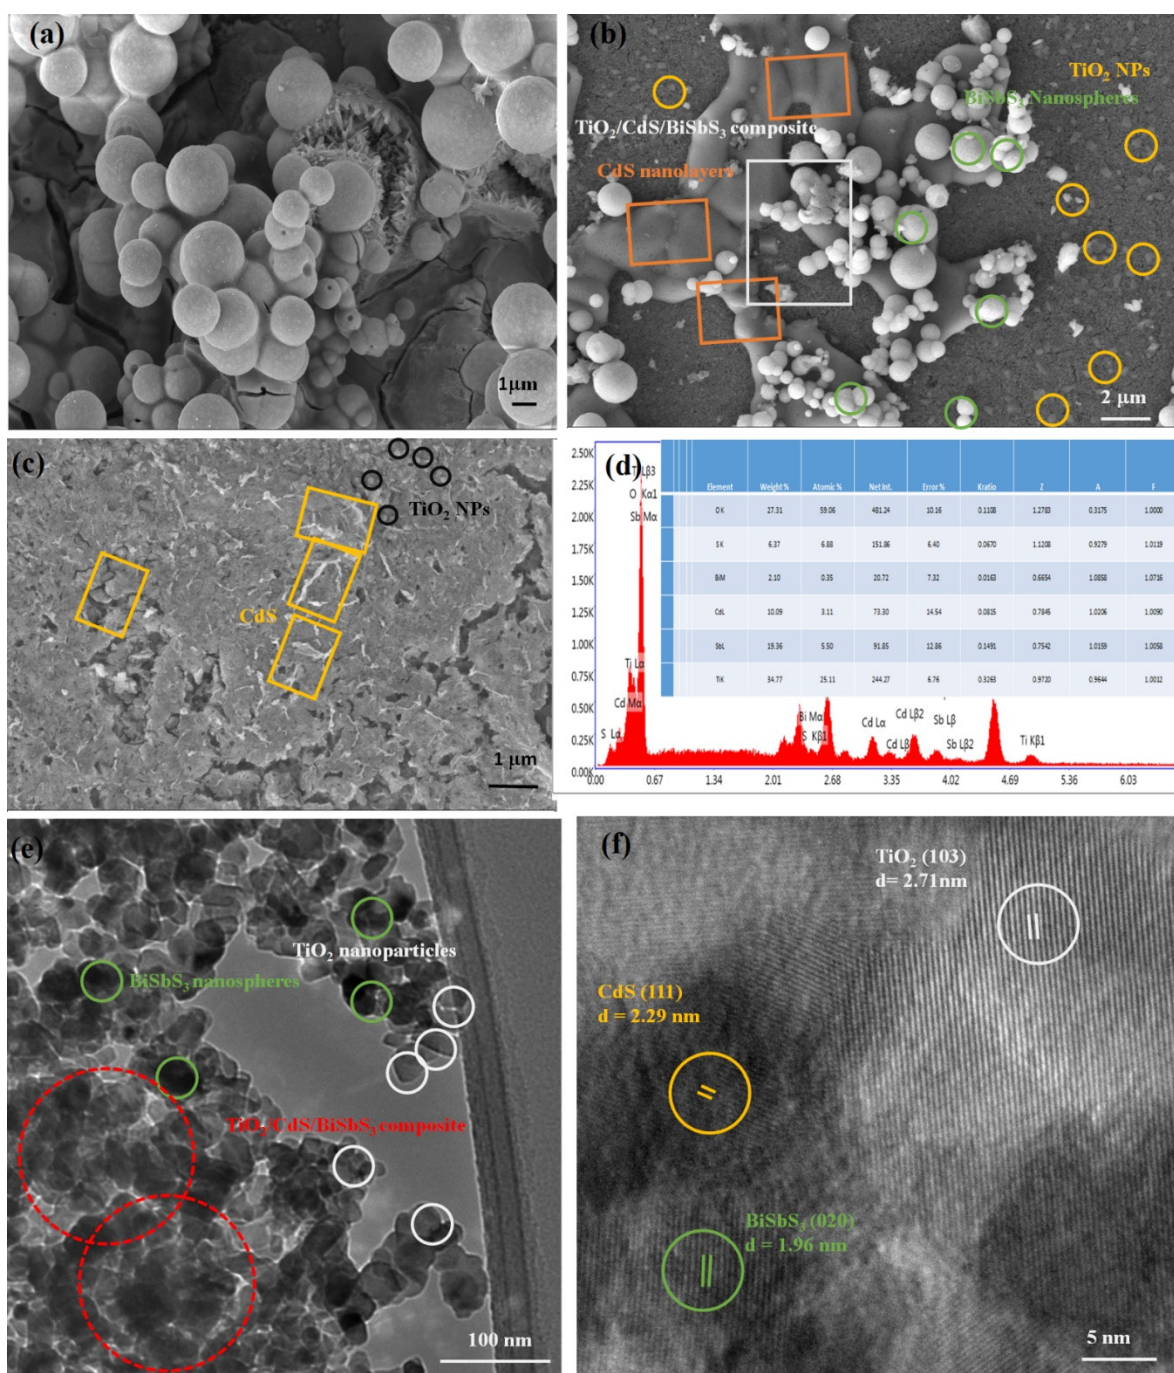 (a)
1μm
(b)
TiO₂ NPs
BiSbS₃ Nanospheres
TiO₂/CdS/BiSbS₃ composite
CdS nanolayers
2 μm
(c)
TiO₂ NPs
CdS
1 μm
(d)
2.50K
2.25K
2.00K
1.75K
1.50K
1.25K
1.00K
0.75K
0.50K
0.25K
0.00K
0.00 0.67 1.34 2.01 2.68 3.35 4.02 4.69 5.36 6.03
Lβ3
O Kα1
Sb Mα
Ti Lα
Cd Mα
S Lα
Bi Mα
S Kβ1
Cd Lα
Cd Lβ
Cd Lβ2
Sb Lβ
Sb Lβ2
Ti Kβ1
Element Weight % Atomic % Net Int. Error % Kratio Z A F
O K 27.31 59.06 481.24 10.16 0.1108 1.2783 0.3175 1.0000
S K 6.37 6.88 151.86 6.40 0.0670 1.1208 0.9279 1.0119
BiM 2.10 0.35 20.72 7.32 0.0163 0.6654 1.0858 1.0716
CdL 10.09 3.11 73.30 14.54 0.0815 0.7845 1.0206 1.0090
SbL 19.36 5.50 91.85 12.86 0.1491 0.7542 1.0159 1.0058
TiK 34.77 25.11 244.27 6.76 0.3263 0.9720 0.9644 1.0012
(e)
TiO₂ nanoparticles
BiSbS₃ nanospheres
TiO₂/CdS/BiSbS₃ composite
100 nm
(f)
TiO₂ (103)
d= 2.71nm
CdS (111)
d = 2.29 nm
BiSbS₃ (020)
d = 1.96 nm
5 nm